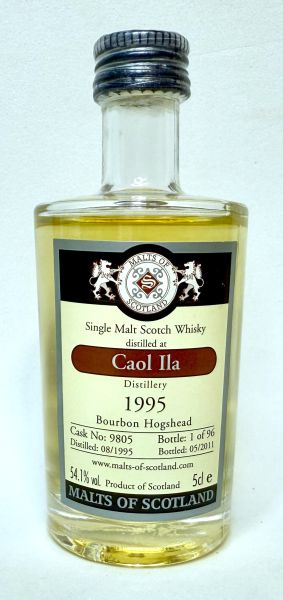 MALTS OF
SCOTLAND
S
Single Malt Scotch Whisky
distilled at
Caol Ila
Distillery
1995
Bourbon Hogshead
Cask No: 9805 Bottle: 1 of 96
Distilled: 08/1995 Bottled: 05/2011
www.malts-of-scotland.com
54.1% vol. Product of Scotland 5cl e
MALTS OF SCOTLAND